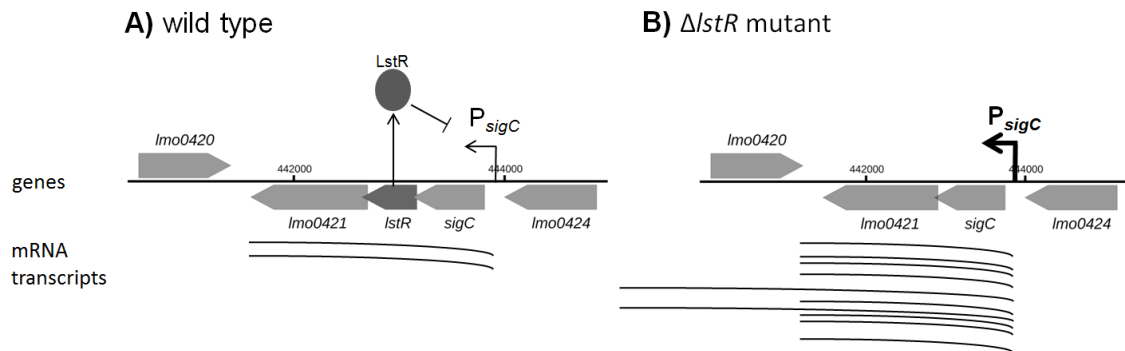 A) wild type
B) ΔlstR mutant
LstR
PsigC
PsigC
lmo0420
442000
444000
lmo0420
442000
444000
genes
lmo0421
lstR
sigC
lmo0424
lmo0421
sigC
lmo0424
mRNA
transcripts